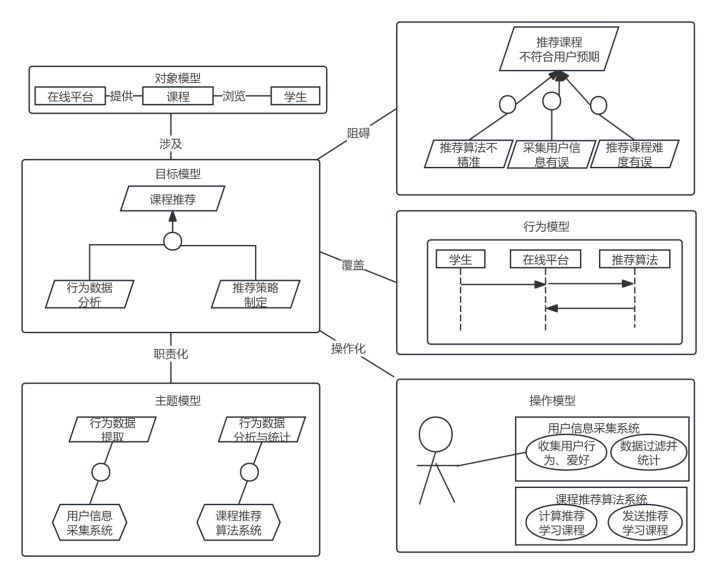 对象模型
在线平台
提供
课程
浏览
学生
涉及
目标模型
课程推荐
行为数据
分析
推荐策略
制定
职责化
主题模型
行为数据
提取
行为数据
分析与统计
用户信息
采集系统
课程推荐
算法系统
阻碍
覆盖
操作化
推荐课程
不符合用户预期
推荐算法不
精准
采集用户信
息有误
推荐课程难
度有误
行为模型
学生
在线平台
推荐算法
操作模型
用户信息采集系统
收集用户行
为、爱好
数据过滤并
统计
课程推荐算法系统
计算推荐
学习课程
发送推荐
学习课程